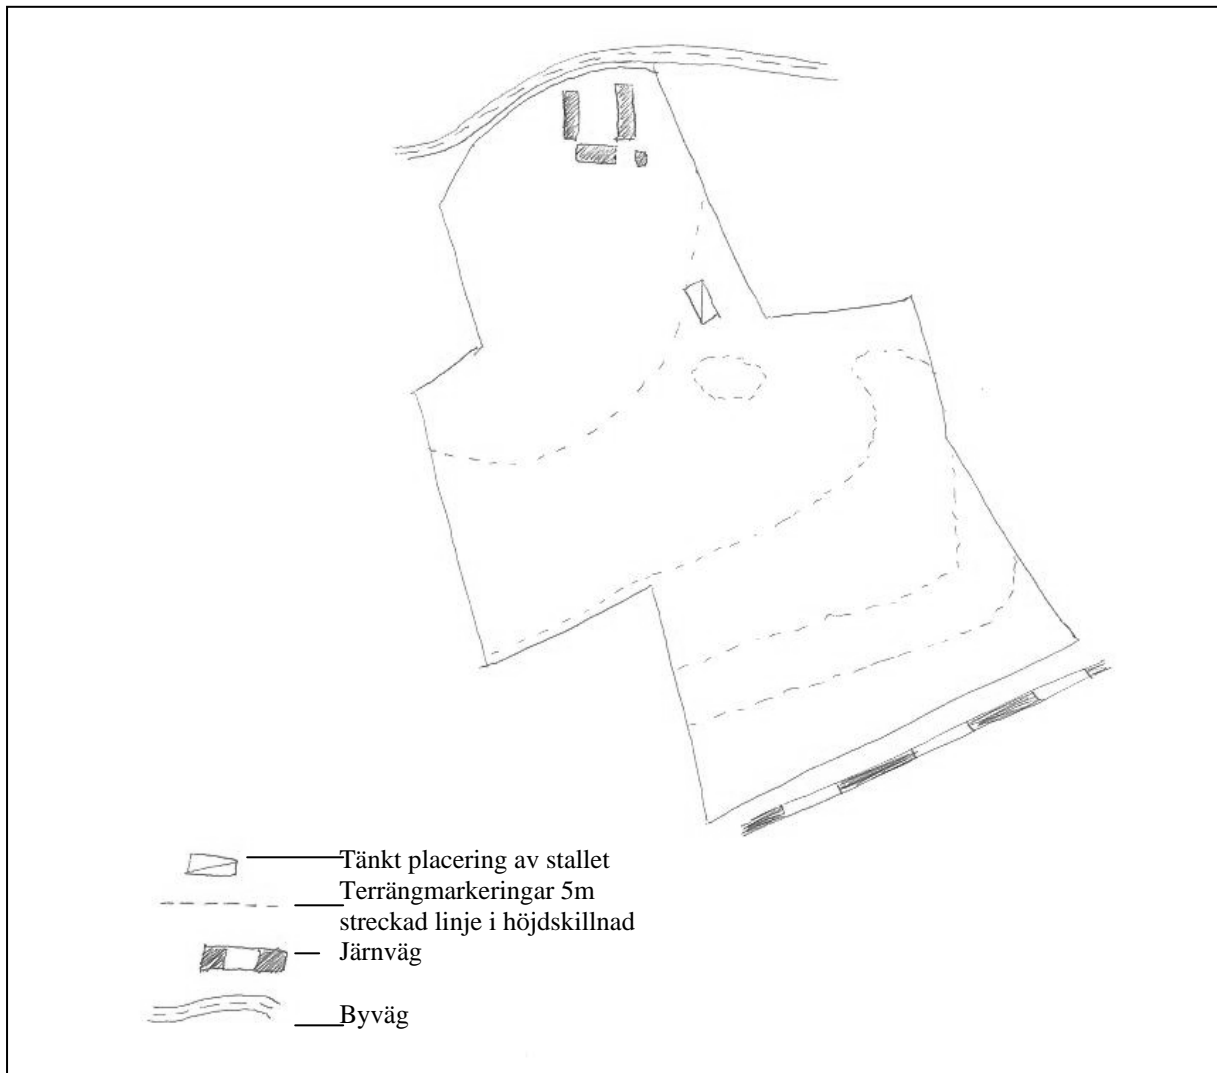 Tänkt placering av stallet
Terrängmarkeringar 5m
streckad linje i höjdskillnad
Järnväg
Byväg